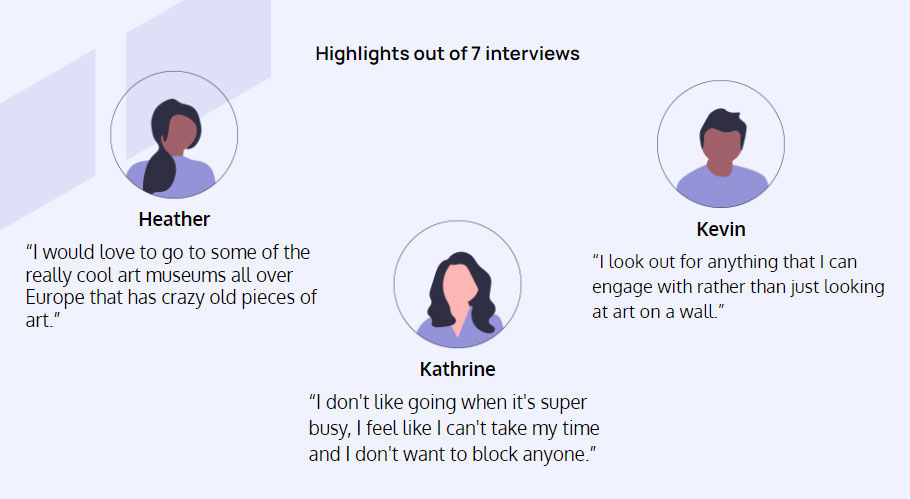 Highlights out of 7 interviews
Heather
“I would love to go to some of the
really cool art museums all over
Europe that has crazy old pieces of
art.”
Kathrine
“I don't like going when it's super
busy, I feel like I can't take my time
and I don't want to block anyone.”
Kevin
“I look out for anything that I can
engage with rather than just looking
at art on a wall.”